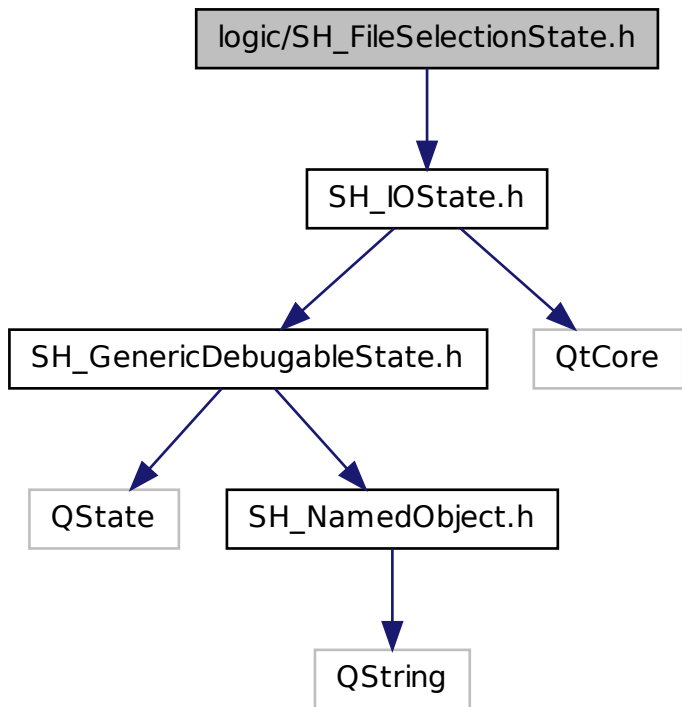 logic/SH_FileSelectionState.h
SH_IOState.h
SH_GenericDebugableState.h
QtCore
QState
SH_NamedObject.h
QString